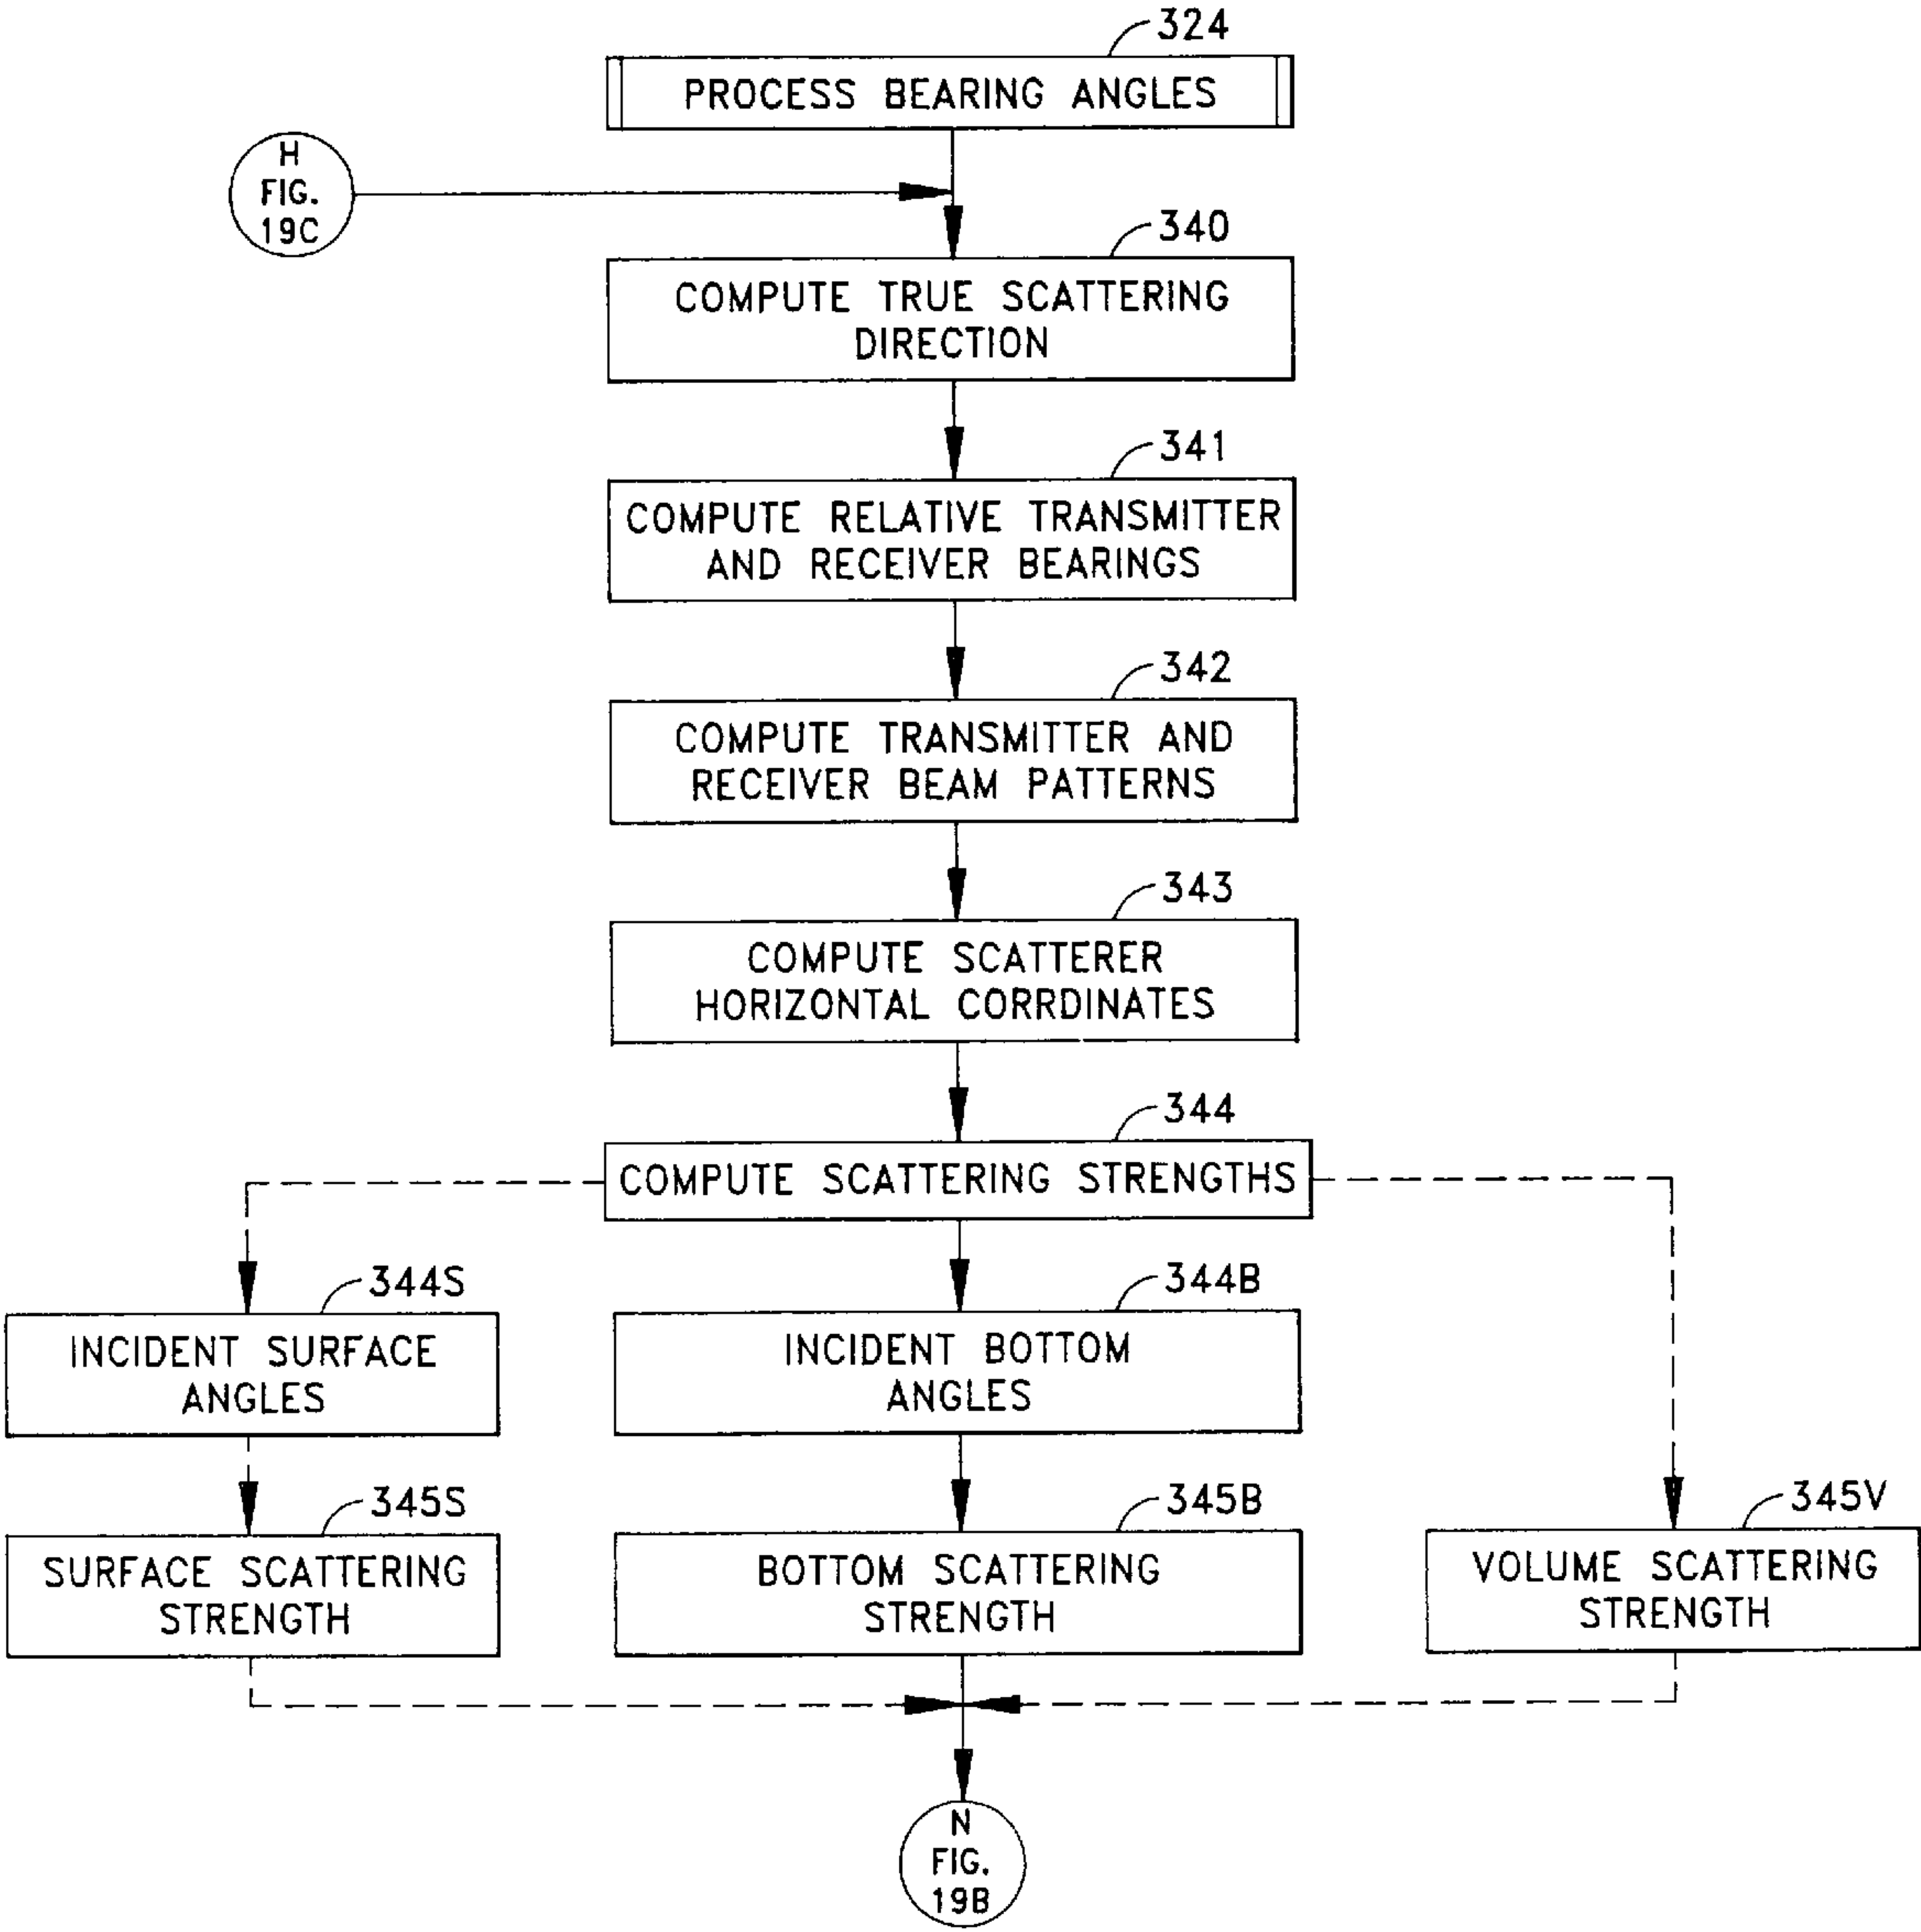 324
PROCESS BEARING ANGLES
H
FIG.
19C
340
COMPUTE TRUE SCATTERING
DIRECTION
341
COMPUTE RELATIVE TRANSMITTER
AND RECEIVER BEARINGS
342
COMPUTE TRANSMITTER AND
RECEIVER BEAM PATTERNS
343
COMPUTE SCATTERER
HORIZONTAL CORRDINATES
344
COMPUTE SCATTERING STRENGTHS
344S
INCIDENT SURFACE
ANGLES
344B
INCIDENT BOTTOM
ANGLES
345S
SURFACE SCATTERING
STRENGTH
345B
BOTTOM SCATTERING
STRENGTH
345V
VOLUME SCATTERING
STRENGTH
N
FIG.
19B